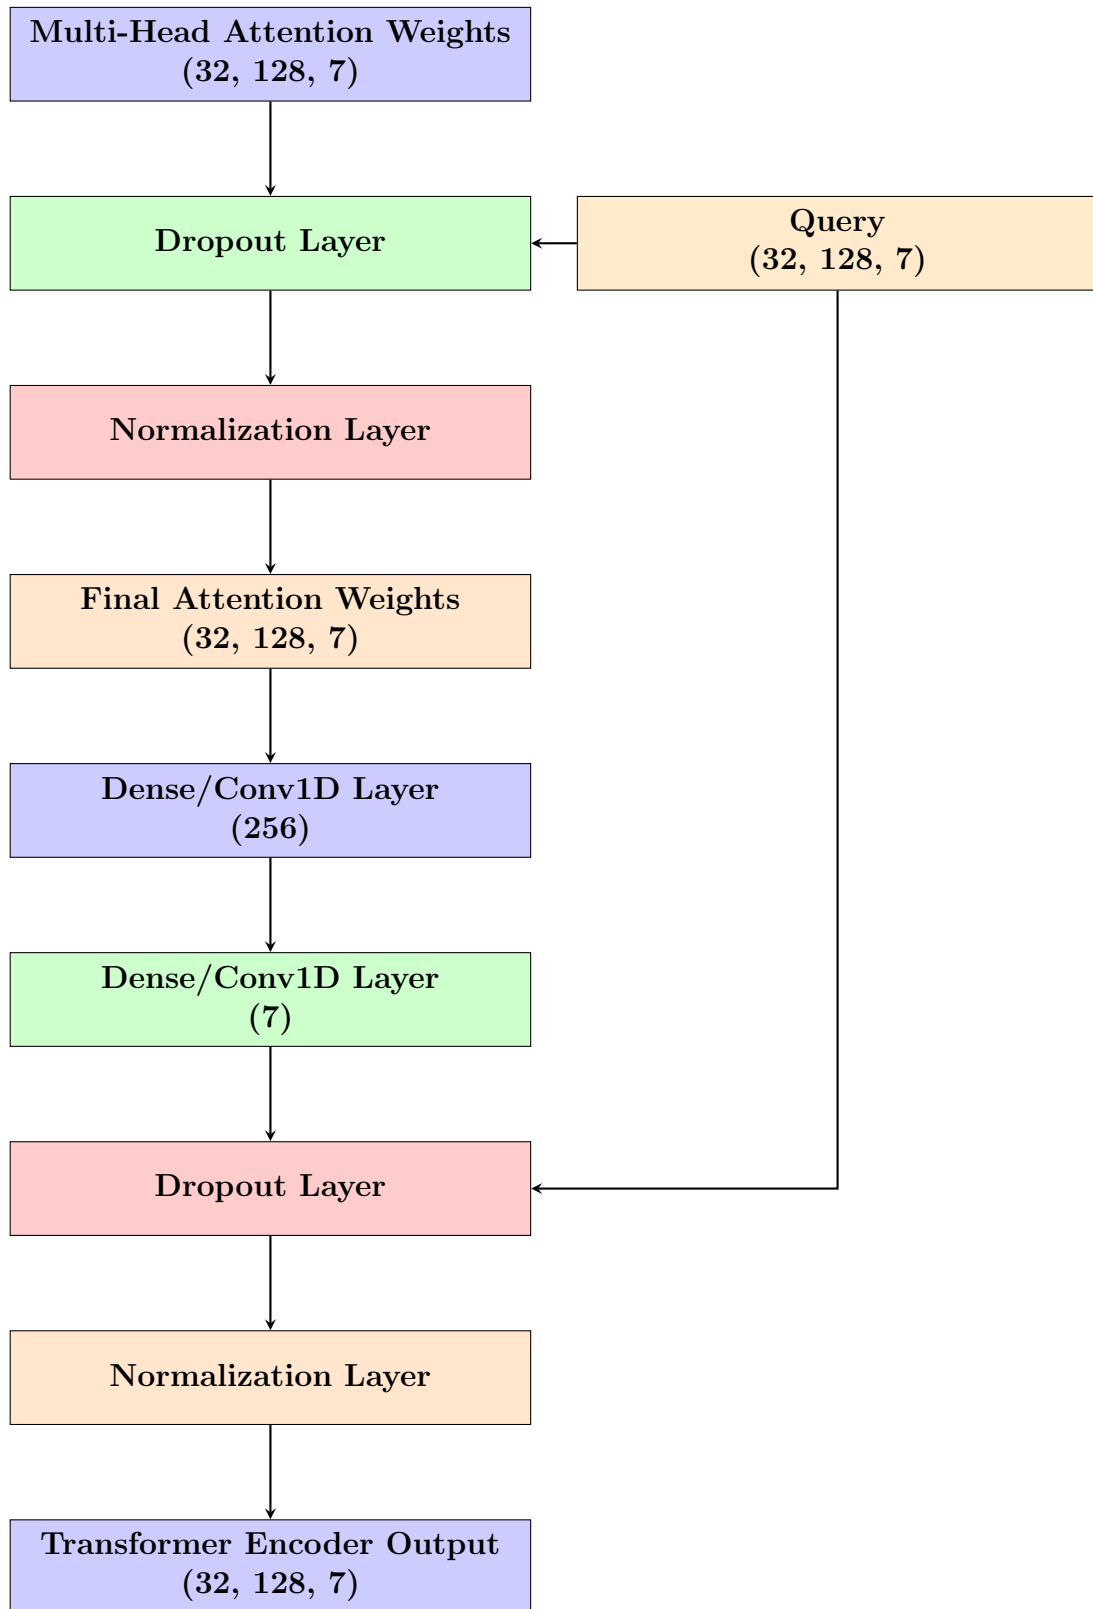 Multi-Head Attention Weights
(32, 128, 7)
Dropout Layer
Query
(32, 128, 7)
Normalization Layer
Final Attention Weights
(32, 128, 7)
Dense/Conv1D Layer
(256)
Dense/Conv1D Layer
(7)
Dropout Layer
Normalization Layer
Transformer Encoder Output
(32, 128, 7)